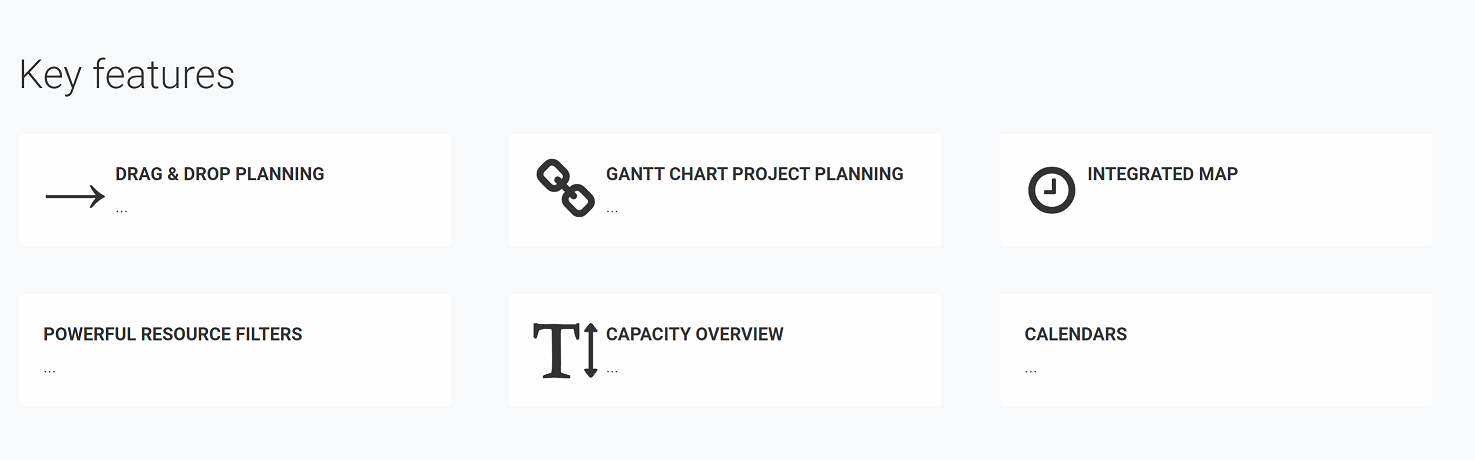 Key features
DRAG & DROP PLANNING
...
GANTT CHART PROJECT PLANNING
...
INTEGRATED MAP
POWERFUL RESOURCE FILTERS
...
CAPACITY OVERVIEW
...
CALENDARS
...